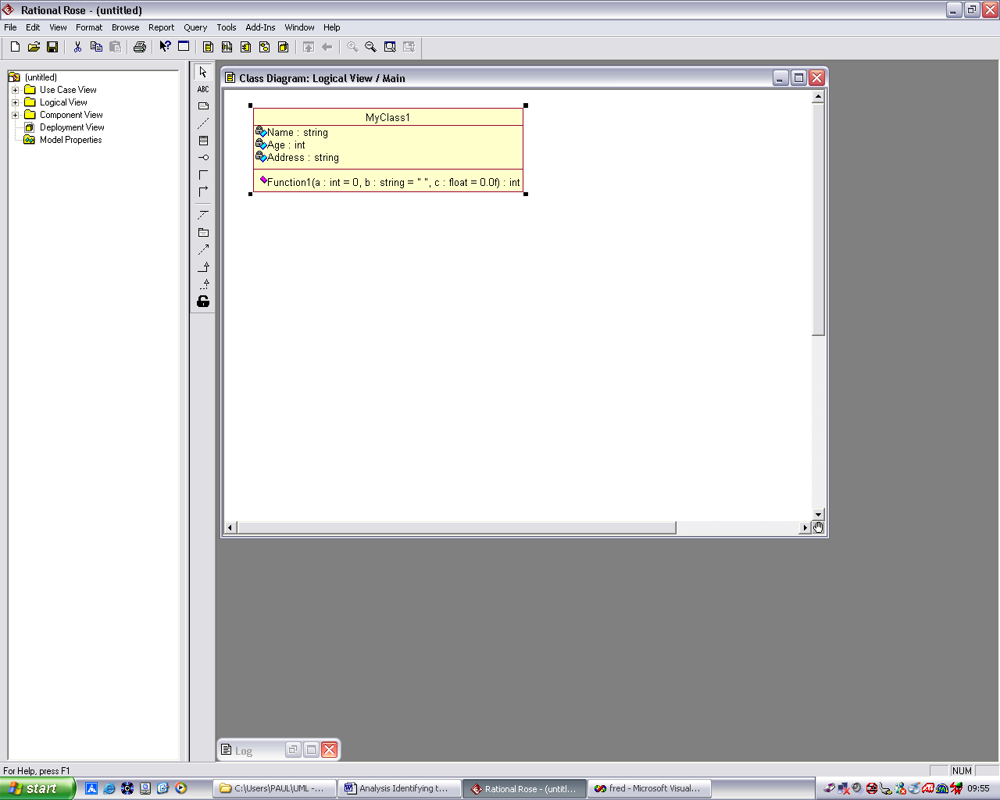 Rational Rose - (untitled)
File Edit View Format Browse Report Query Tools Add-Ins Window Help
(untitled)
Use Case View
Logical View
Component View
Deployment View
Model Properties
ABC
Class Diagram: Logical View / Main
MyClass1
Name : string
Age : int
Address : string
Function1(a : int = 0, b : string = " ", c : float = 0.0f) : int
Log
For Help, press F1
NUM
start
C:\Users\PAUL\UML -...
Analysis Identifying t...
Rational Rose - (untitl...
fred - Microsoft Visual...
09:55